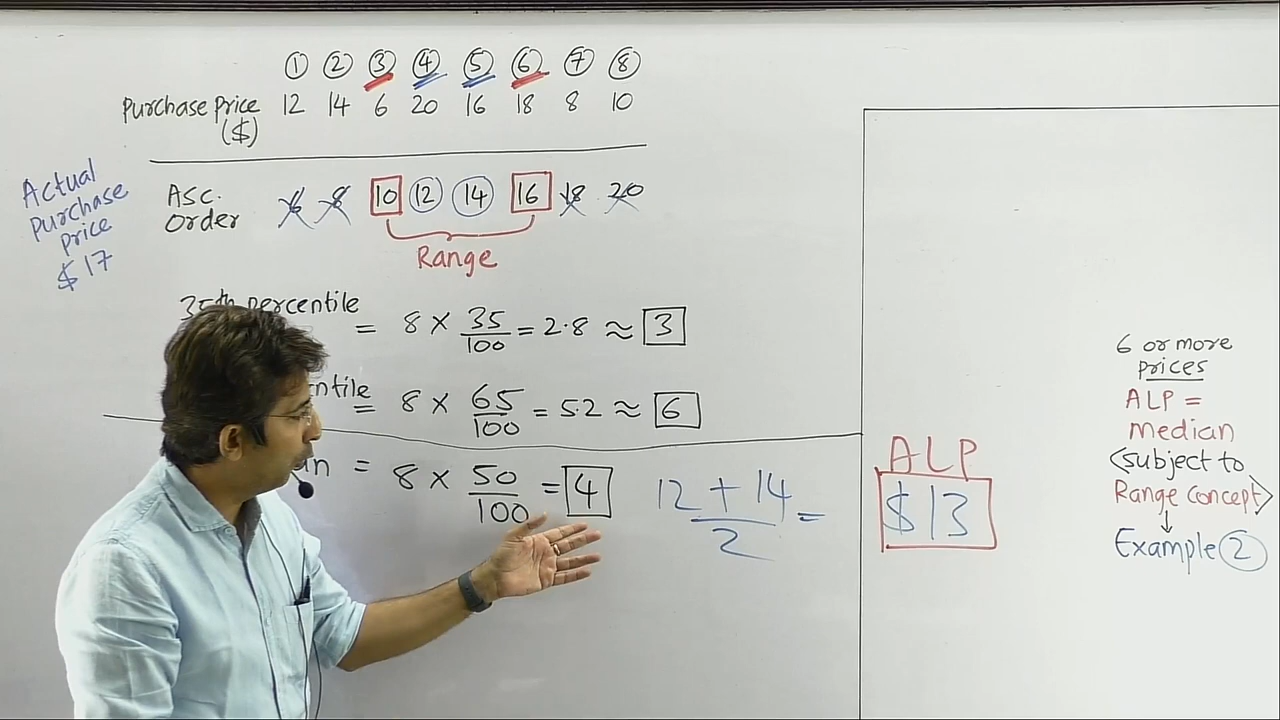 ① ② ③ ④ ⑤ ⑥ ⑦ ⑧
Purchase Price 12 14 6 20 16 18 8 10
($)
Actual
Purchase
Price
$17
Asc. 6 8 10 12 14 16 18 20
Order
Range
35th percentile
= 8 × 35/100 = 2.8 ≈ 3
ntile
= 8 × 65/100 = 5.2 ≈ 6
an = 8 × 50/100 = 4
12 + 14 / 2 =
ALP
$13
6 or more
prices
ALP =
median
<subject to
Range concept>
↓
Example ②